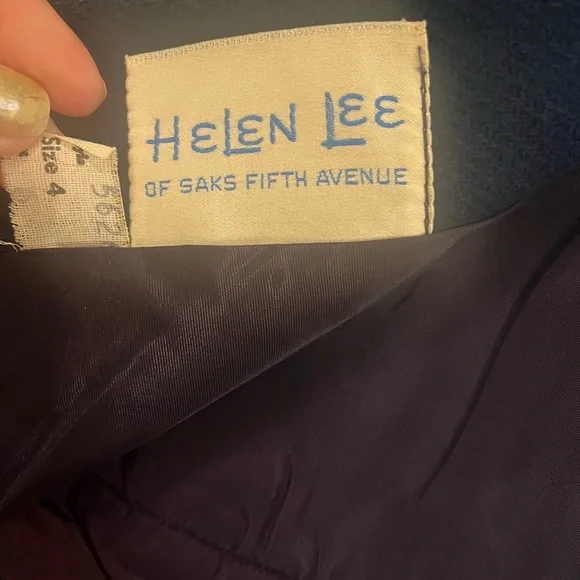 HELEN LEE
OF SAKS FIFTH AVENUE
Size 4